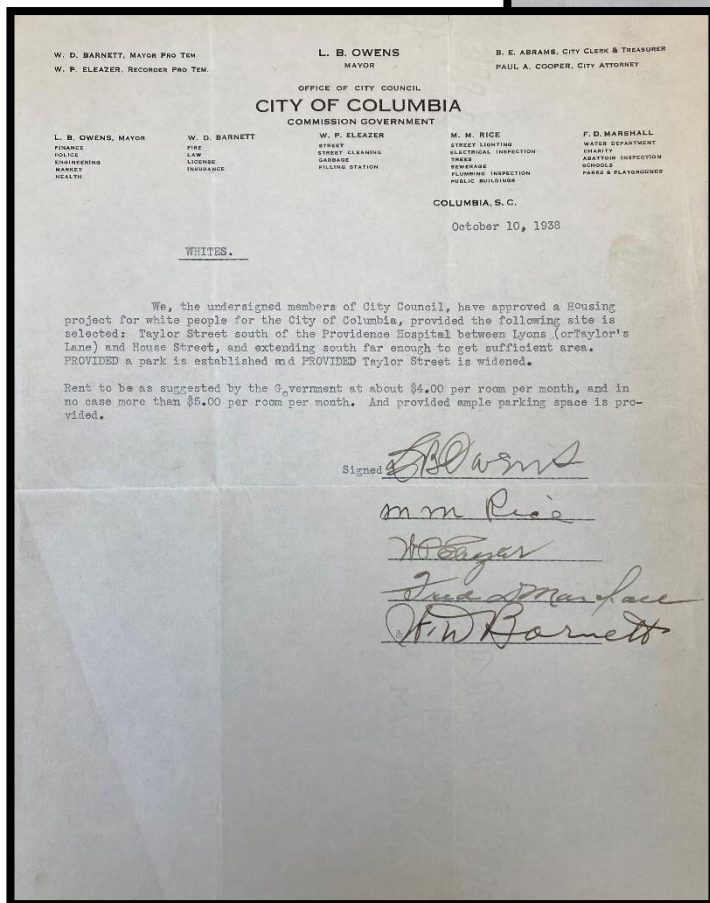 W. D. BARNETT, MAYOR PRO TEM
W. P. ELEAZER, RECORDER PRO TEM.
L. B. OWENS
MAYOR
B. E. ABRAMS, CITY CLERK & TREASURER
PAUL A. COOPER, CITY ATTORNEY
OFFICE OF CITY COUNCIL
CITY OF COLUMBIA
COMMISSION GOVERNMENT
L. B. OWENS, MAYOR
FINANCE
POLICE
ENGINEERING
MARKET
HEALTH
W. D. BARNETT
FIRE
LAW
LICENSE
INSURANCE
W. P. ELEAZER
STREET
STREET CLEANING
GARBAGE
FILLING STATION
M. M. RICE
STREET LIGHTING
ELECTRICAL INSPECTION
TREES
SEWERAGE
PLUMBING INSPECTION
PUBLIC BUILDINGS
F. D. MARSHALL
WATER DEPARTMENT
CHARITY
ABATTOIR INSPECTION
SCHOOLS
PARKS & PLAYGROUNDS
COLUMBIA, S. C.
October 10, 1938
WHITES.
We, the undersigned members of City Council, have approved a Housing
project for white people for the City of Columbia, provided the following site is
selected: Taylor Street south of the Providence Hospital between Lyons (orTaylor's
Lane) and House Street, and extending south far enough to get sufficient area.
PROVIDED a park is established and PROVIDED Taylor Street is widened.
Rent to be as suggested by the Government at about $4.00 per room per month, and in
no case more than $5.00 per room per month. And provided ample parking space is pro-
vided.
Signed L B Owens
M M Rice
W P Eleazer
Fred D Marshall
W. D Barnett